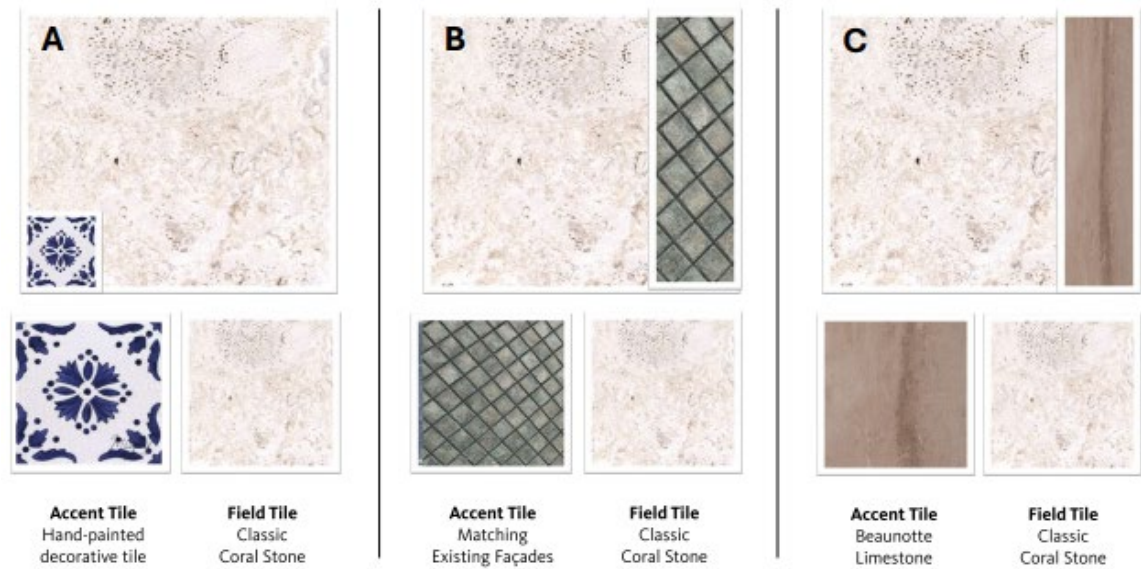 A
B
C
Accent Tile
Hand-painted
decorative tile
Field Tile
Classic
Coral Stone
Accent Tile
Matching
Existing Façades
Field Tile
Classic
Coral Stone
Accent Tile
Beaunotte
Limestone
Field Tile
Classic
Coral Stone